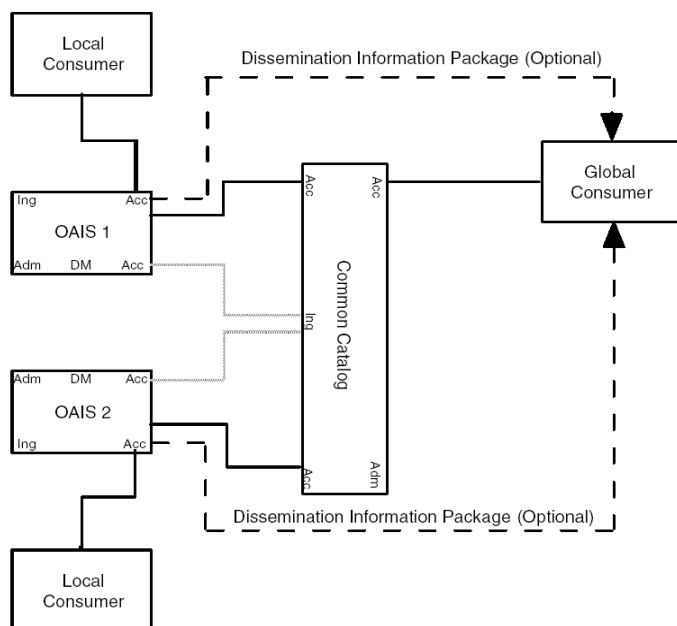 Local
Consumer
Dissemination Information Package (Optional)
Global
Consumer
Ing Acc
OAIS 1
Adm DM Acc
Acc Acc
Ing
Common Catalog
Acc Adm
Adm DM Acc
OAIS 2
Ing Acc
Dissemination Information Package (Optional)
Local
Consumer